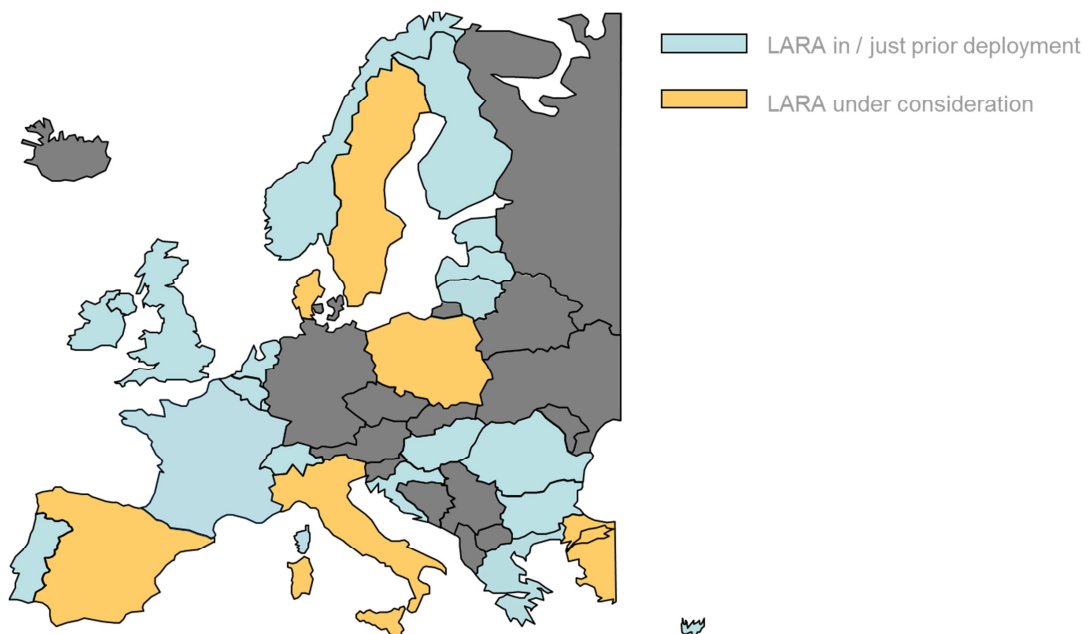 LARA in / just prior deployment
LARA under consideration